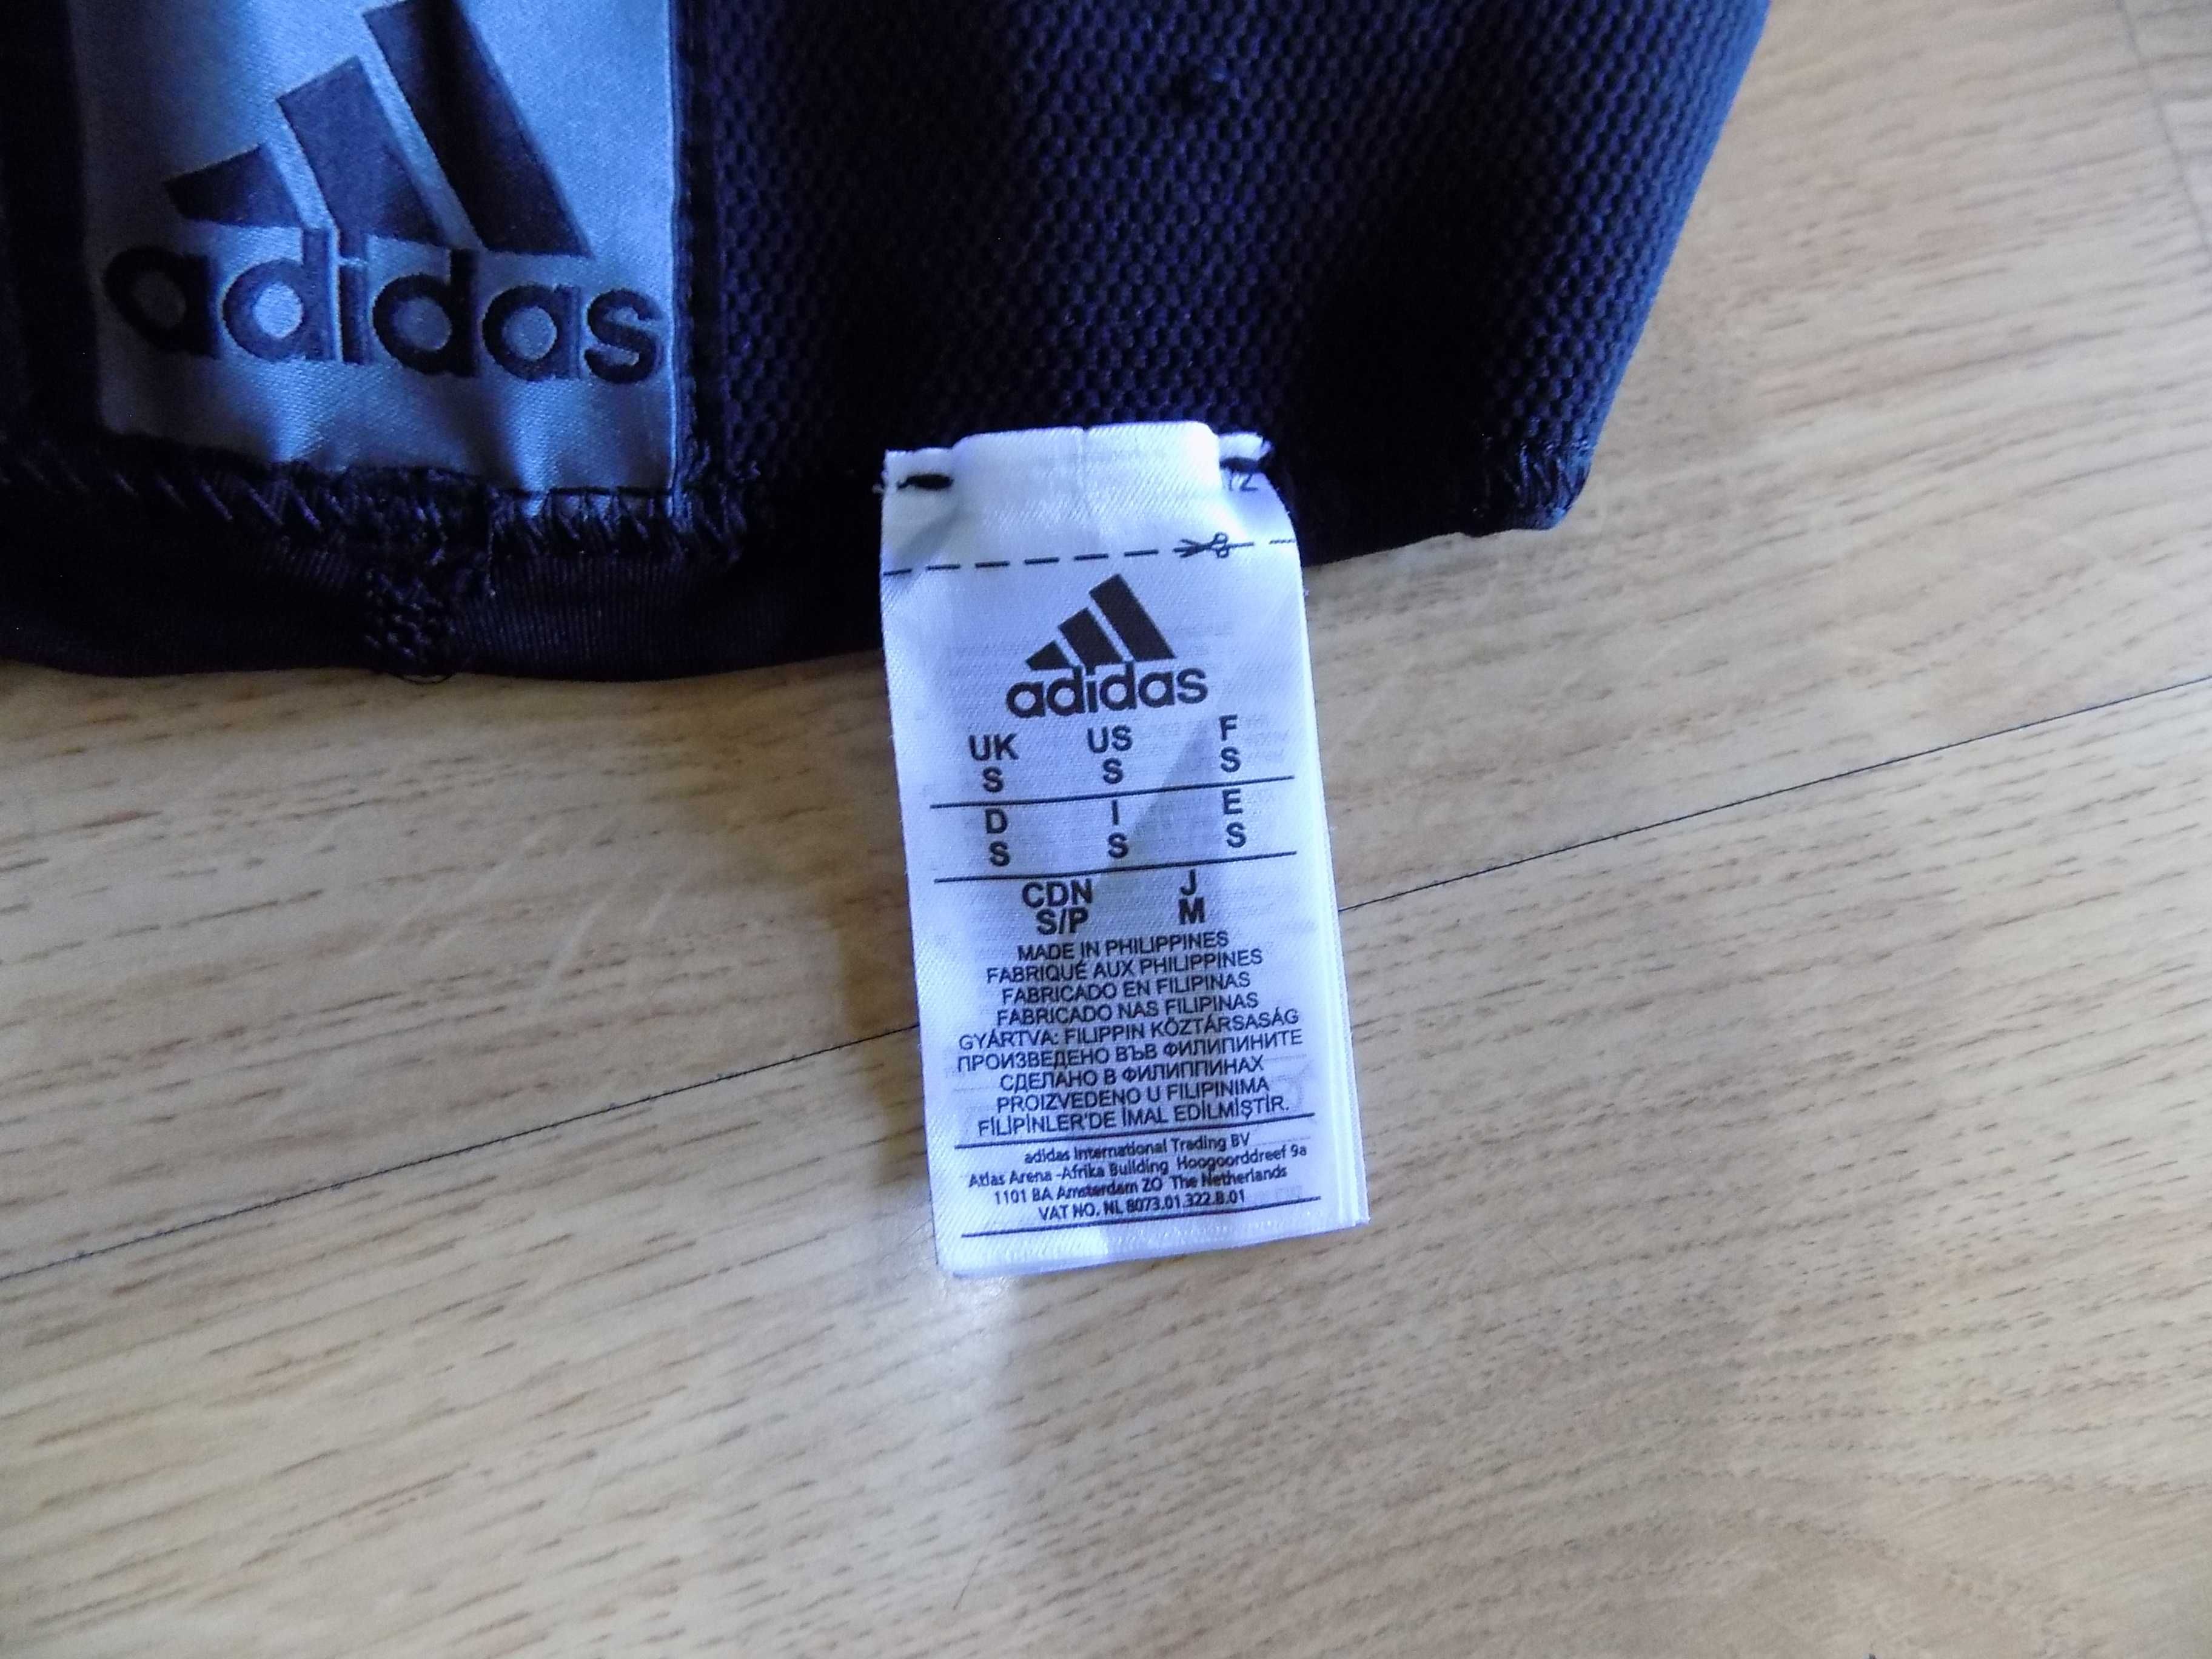 adidas
72
adidas
UK US F
S S S
D I E
S S S
CDN J
S/P M
MADE IN PHILIPPINES
FABRIQUÉ AUX PHILIPPINES
FABRICADO EN FILIPINAS
FABRICADO NAS FILIPINAS
GYÁRTVA: FILIPPIN KÖZTÁRSASÁG
ПРОИЗВЕДЕНО ВЪВ ФИЛИПИНИТЕ
СДЕЛАНО В ФИЛИППИНАХ
PROIZVEDENO U FILIPINIMA
FİLİPİNLER'DE İMAL EDİLMİŞTİR.
adidas International Trading BV
Atlas Arena -Afrika Building Hoogoorddreef 9a
1101 BA Amsterdam ZO The Netherlands
VAT NO. NL 8073.01.322.B.01